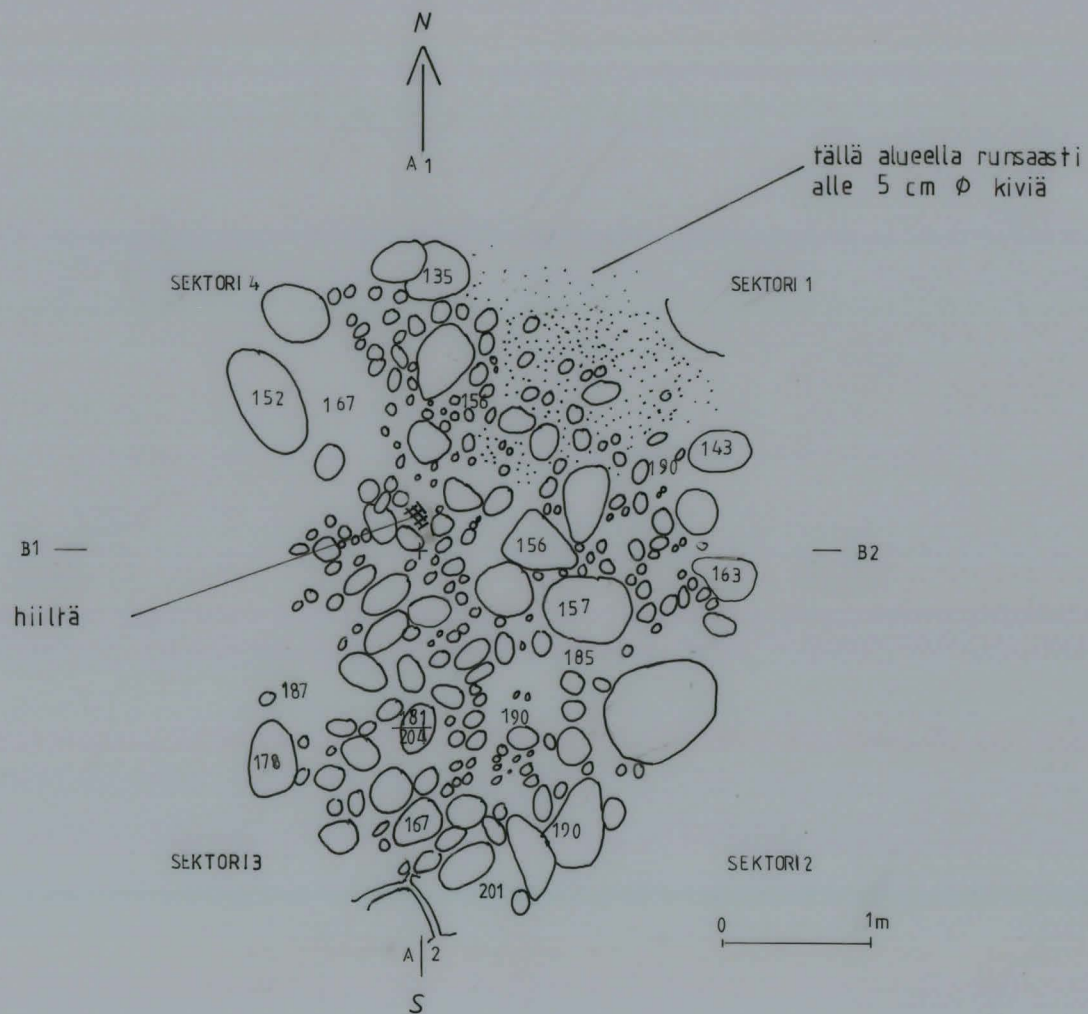 N
A 1
tällä alueella runsaasti
alle 5 cm Ø kiviä
SEKTORI 4
135
SEKTORI 1
152
167
156
143
190
B1
156
B2
163
hiiltä
157
185
187
181
204
190
178
167
190
SEKTORI 3
SEKTORI 2
201
0
1m
A 2
S